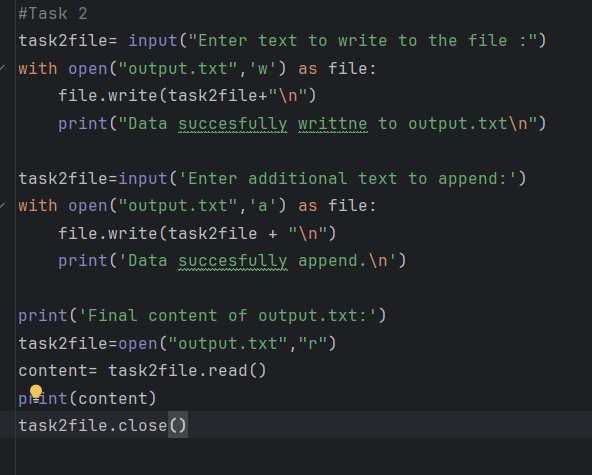 #Task 2
task2file= input("Enter text to write to the file :")
with open("output.txt",'w') as file:
    file.write(task2file+"\n")
    print("Data succesfully writtne to output.txt\n")

task2file=input('Enter additional text to append:')
with open("output.txt",'a') as file:
    file.write(task2file + "\n")
    print('Data succesfully append.\n')

print('Final content of output.txt:')
task2file=open("output.txt","r")
content= task2file.read()
print(content)
task2file.close()